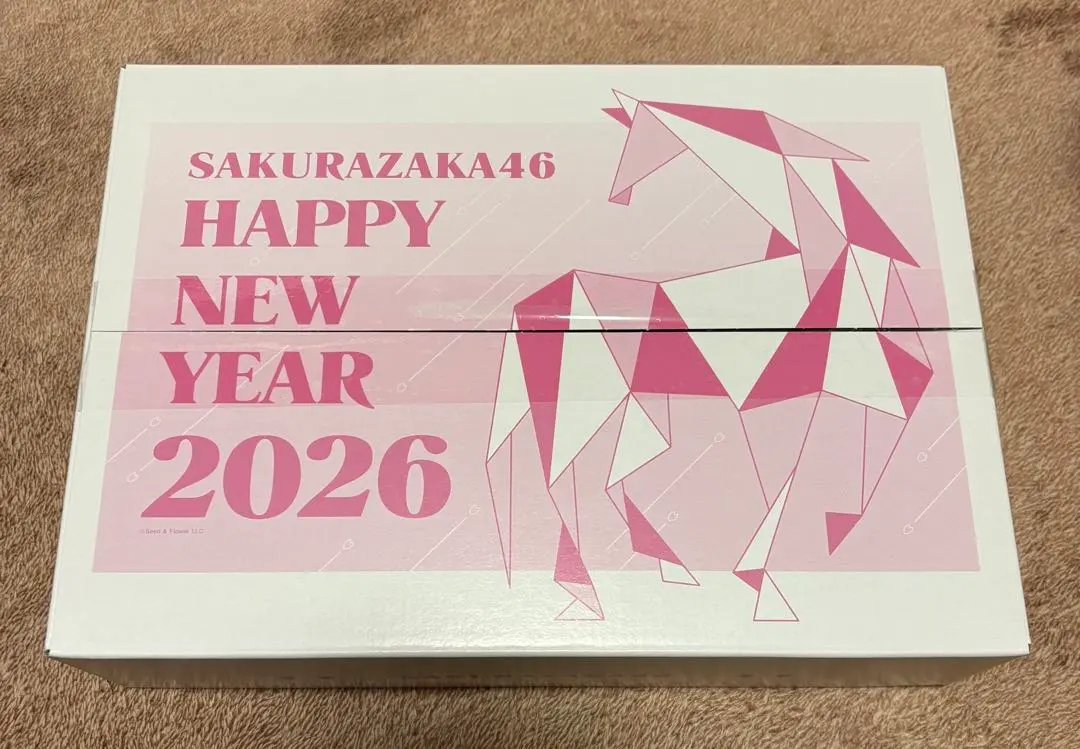 SAKURAZAKA46
HAPPY
NEW
YEAR
2026
©Seed & Flower LLC